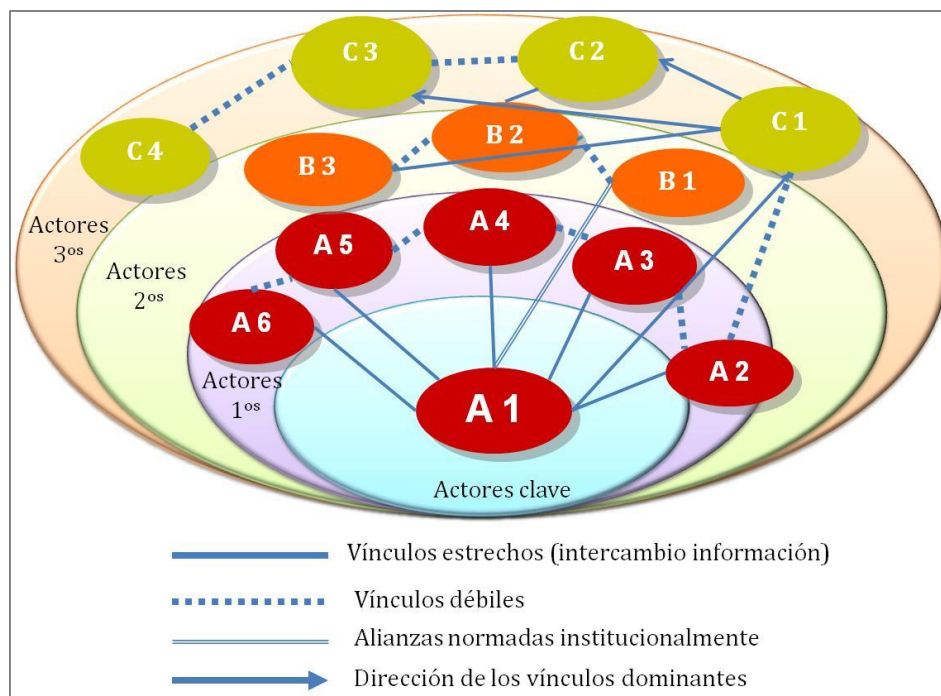 C 3
C 2
C 1
C 4
B 3
B 2
B 1
Actores
3os
Actores
2os
A 5
A 4
A 3
A 6
A 2
Actores
1os
A 1
Actores clave
Vínculos estrechos (intercambio información)
Vínculos débiles
Alianzas normadas institucionalmente
Dirección de los vínculos dominantes